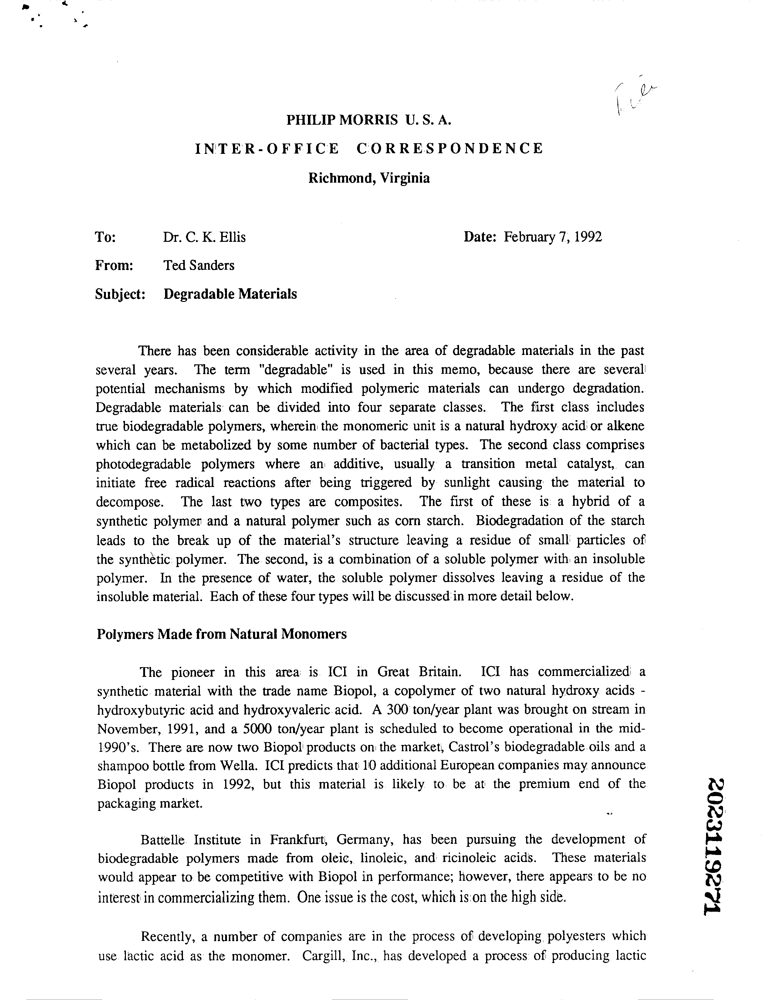 PHILIP MORRIS U. S. A.
INTER-OFFICE CORRESPONDENCE
Richmond, Virginia
To: Dr. C. K. Ellis Date: February 7, 1992
From: Ted Sanders
Subject: Degradable Materials
There has been considerable activity in the area of degradable materials in the past
several years. The term "degradable" is used in this memo, because there are several
potential mechanisms by which modified polymeric materials can undergo degradation.
Degradable materials can be divided into four separate classes. The first class includes
true biodegradable polymers, wherein the monomeric unit is a natural hydroxy acid or alkene
which can be metabolized by some number of bacterial types. The second class comprises
photodegradable polymers where an additive, usually a transition metal catalyst, can
initiate free radical reactions after being triggered by sunlight causing the material to
decompose. The last two types are composites. The first of these is a hybrid of a
synthetic polymer and a natural polymer such as corn starch. Biodegradation of the starch
leads to the break up of the material's structure leaving a residue of small particles of
the synthetic polymer. The second, is a combination of a soluble polymer with an insoluble
polymer. In the presence of water, the soluble polymer dissolves leaving a residue of the
insoluble material. Each of these four types will be discussed in more detail below.
Polymers Made from Natural Monomers
The pioneer in this area is ICI in Great Britain. ICI has commercialized a
synthetic material with the trade name Biopol, a copolymer of two natural hydroxy acids -
hydroxybutyric acid and hydroxyvaleric acid. A 300 ton/year plant was brought on stream in
November, 1991, and a 5000 ton/year plant is scheduled to become operational in the mid-
1990's. There are now two Biopol products on the market, Castrol's biodegradable oils and a
shampoo bottle from Wella. ICI predicts that 10 additional European companies may announce
Biopol products in 1992, but this material is likely to be at the premium end of the
packaging market.
Battelle Institute in Frankfurt, Germany, has been pursuing the development of
biodegradable polymers made from oleic, linoleic, and ricinoleic acids. These materials
would appear to be competitive with Biopol in performance; however, there appears to be no
interest in commercializing them. One issue is the cost, which is on the high side.
Recently, a number of companies are in the process of developing polyesters which
use lactic acid as the monomer. Cargill, Inc., has developed a process of producing lactic
2023119271